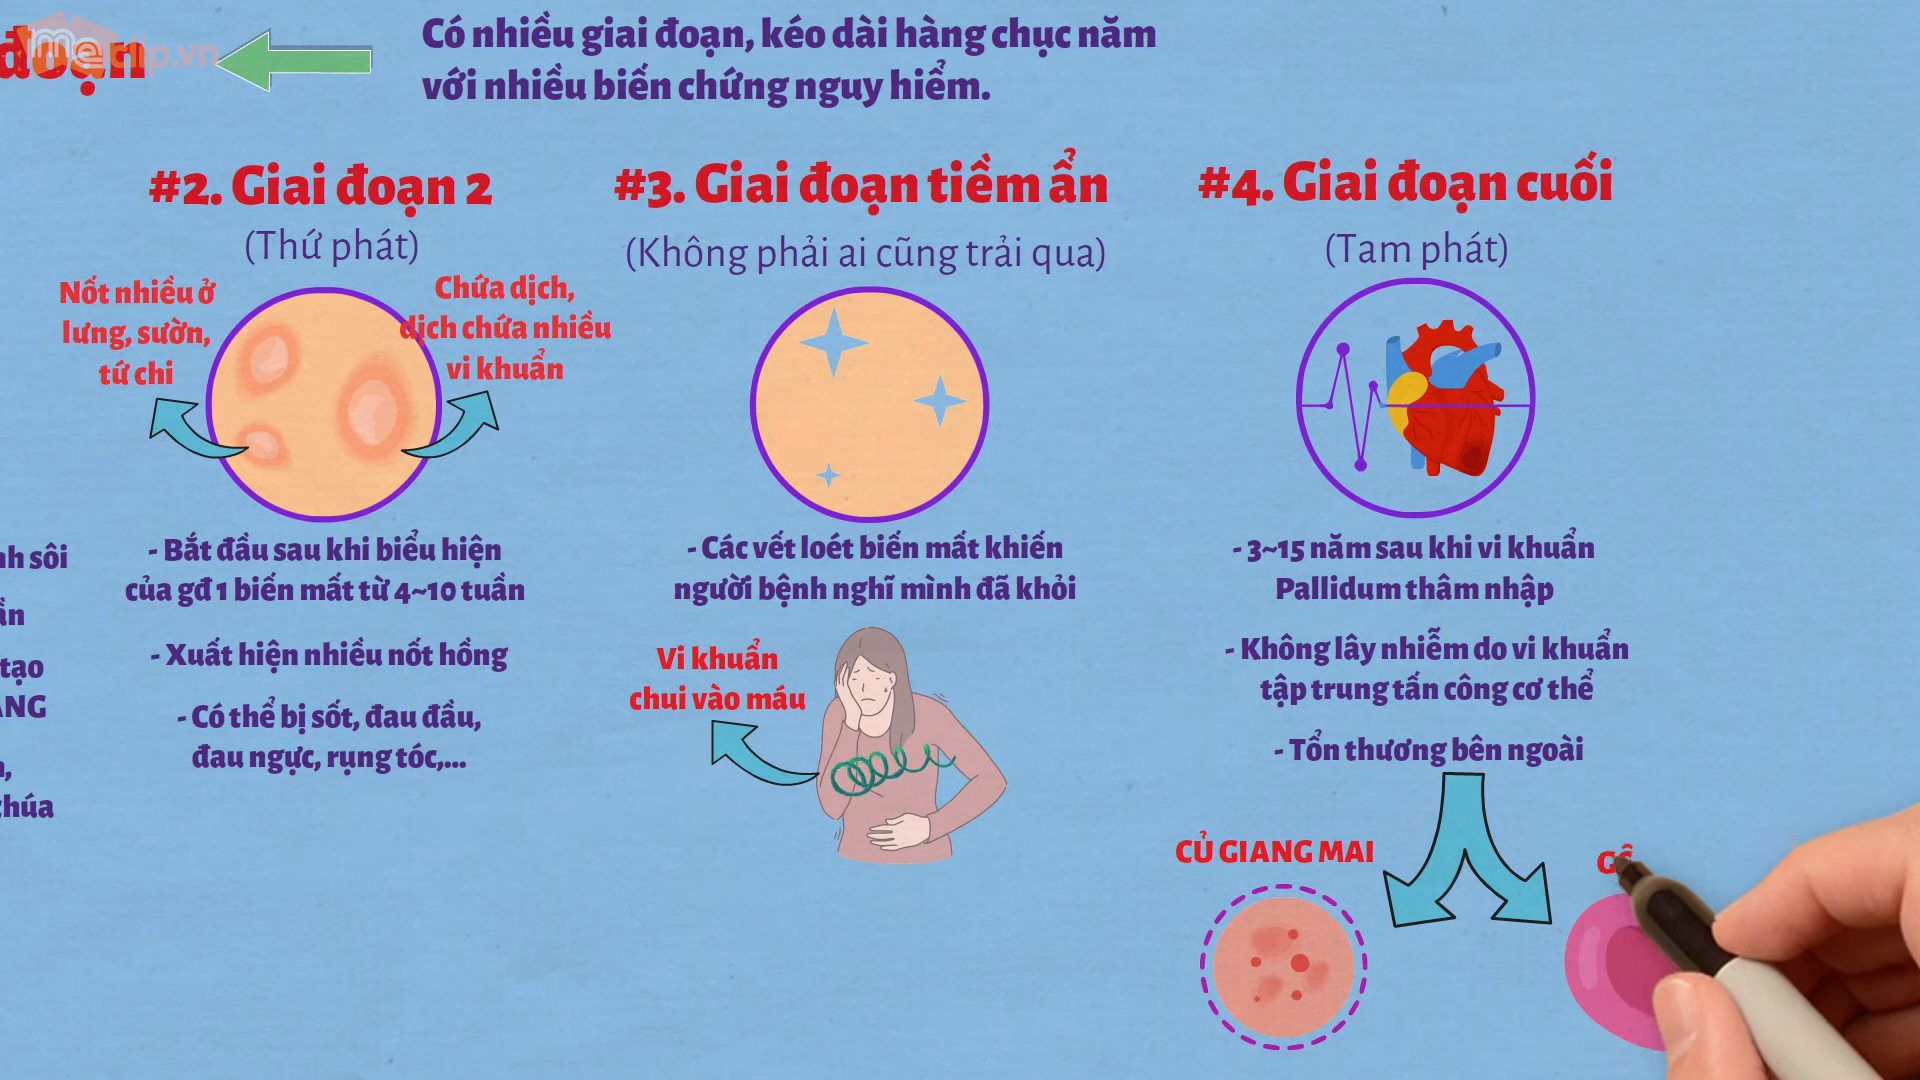 đoạn
meclip.vn
Có nhiều giai đoạn, kéo dài hàng chục năm
với nhiều biến chứng nguy hiểm.
#2. Giai đoạn 2
(Thứ phát)
Nốt nhiều ở
lưng, sườn,
tứ chi
Chứa dịch,
dịch chứa nhiều
vi khuẩn
- Bắt đầu sau khi biểu hiện
của gđ 1 biến mất từ 4~10 tuần
- Xuất hiện nhiều nốt hồng
- Có thể bị sốt, đau đầu,
đau ngực, rụng tóc,...
#3. Giai đoạn tiềm ẩn
(Không phải ai cũng trải qua)
- Các vết loét biến mất khiến
người bệnh nghĩ mình đã khỏi
Vi khuẩn
chui vào máu
#4. Giai đoạn cuối
(Tam phát)
- 3~15 năm sau khi vi khuẩn
Pallidum thâm nhập
- Không lây nhiễm do vi khuẩn
tập trung tấn công cơ thể
- Tổn thương bên ngoài
CỦ GIANG MAI
sôi
tạo